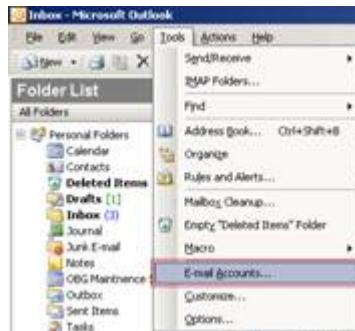 Inbox - Microsoft Outlook
File Edit View Go Tools Actions Help
New
Send/Receive
IMAP Folders...
Find
Address Book... Ctrl+Shift+B
Organize
Rules and Alerts...
Mailbox Cleanup...
Empty "Deleted Items" Folder
Macro
E-mail Accounts...
Customize...
Options...
Folder List
All Folders
Personal Folders
Calendar
Contacts
Deleted Items
Drafts [1]
Inbox (3)
Journal
Junk E-mail
Notes
OBG Maintnence
Outbox
Sent Items
Tasks